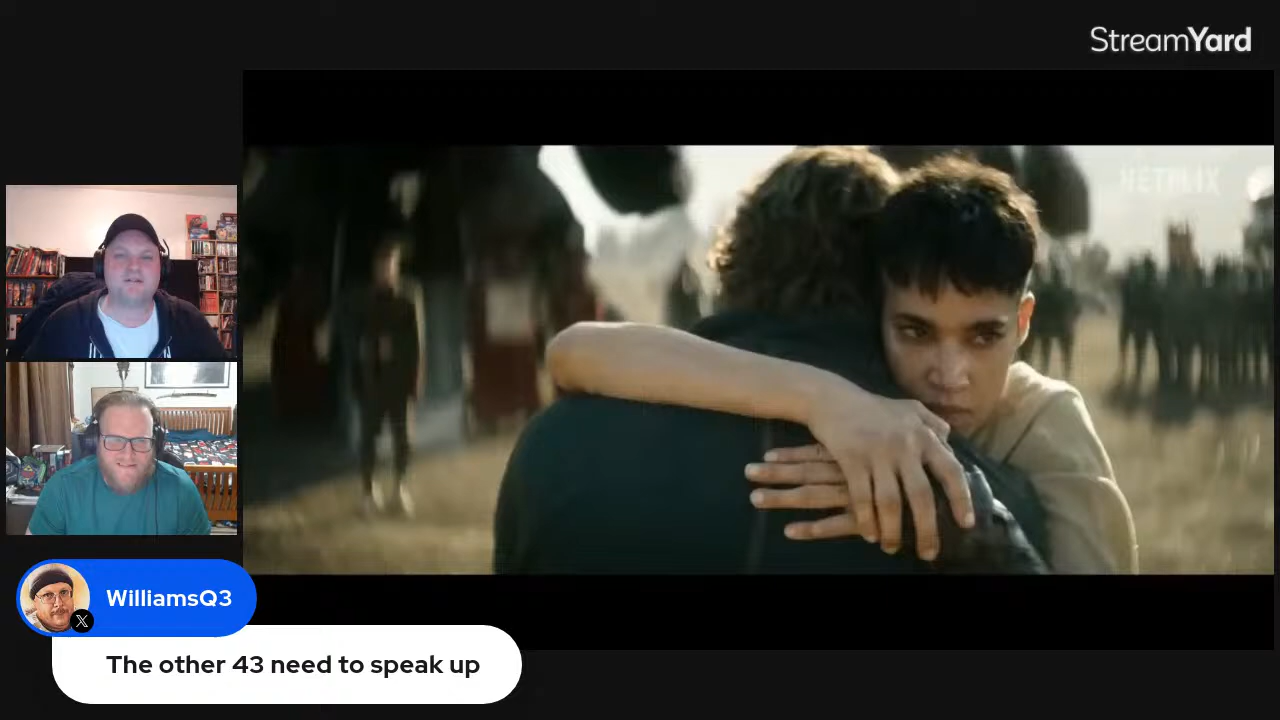 StreamYard
NETFLIX
WilliamsQ3
The other 43 need to speak up